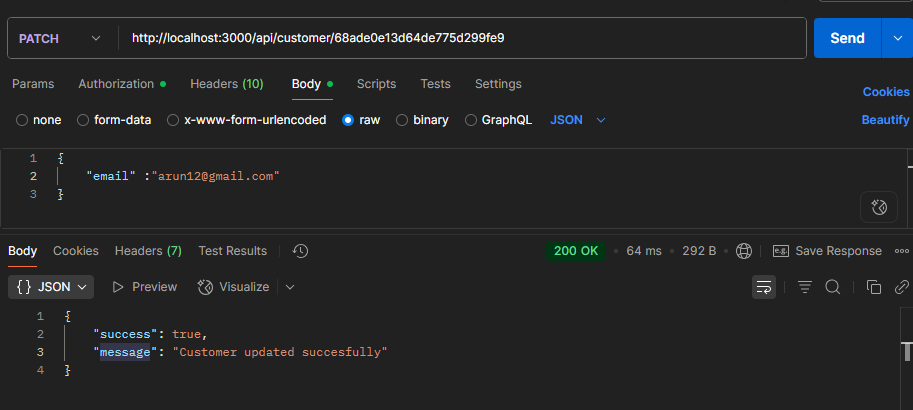 PATCH http://localhost:3000/api/customer/68ade0e13d64de775d299fe9 Send
Params Authorization Headers (10) Body Scripts Tests Settings Cookies
none form-data x-www-form-urlencoded raw binary GraphQL JSON Beautify
1 {
2 "email" :"arun12@gmail.com"
3 }
Body Cookies Headers (7) Test Results 200 OK 64 ms 292 B e.g. Save Response
{} JSON Preview Visualize
1 {
2 "success": true,
3 "message": "Customer updated succesfully"
4 }